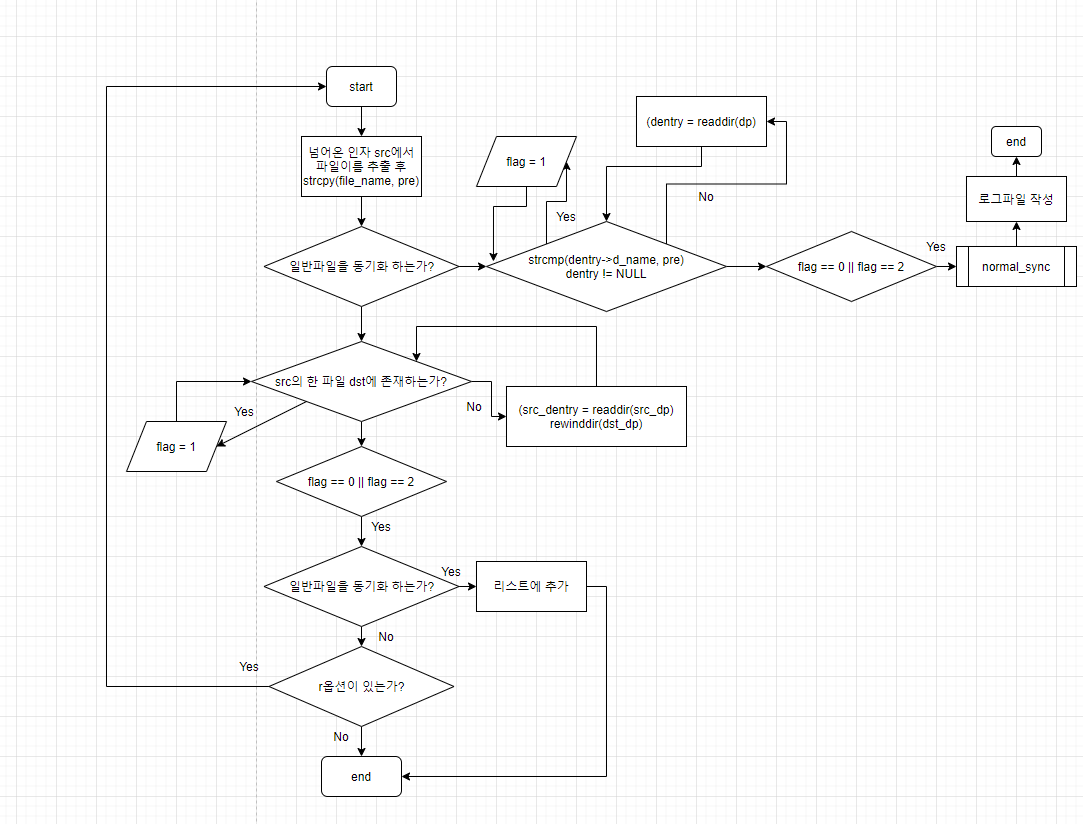 start
넘어온 인자 src에서
파일이름 추출 후
strcpy(file_name, pre)
일반파일을 동기화 하는가?
flag = 1
Yes
(dentry = readdir(dp)
No
strcmp(dentry->d_name, pre)
dentry != NULL
flag == 0 || flag == 2
Yes
normal_sync
로그파일 작성
end
src의 한 파일 dst에 존재하는가?
Yes
flag = 1
No
(src_dentry = readdir(src_dp)
rewinddir(dst_dp)
flag == 0 || flag == 2
Yes
일반파일을 동기화 하는가?
Yes
리스트에 추가
No
r옵션이 있는가?
Yes
No
end